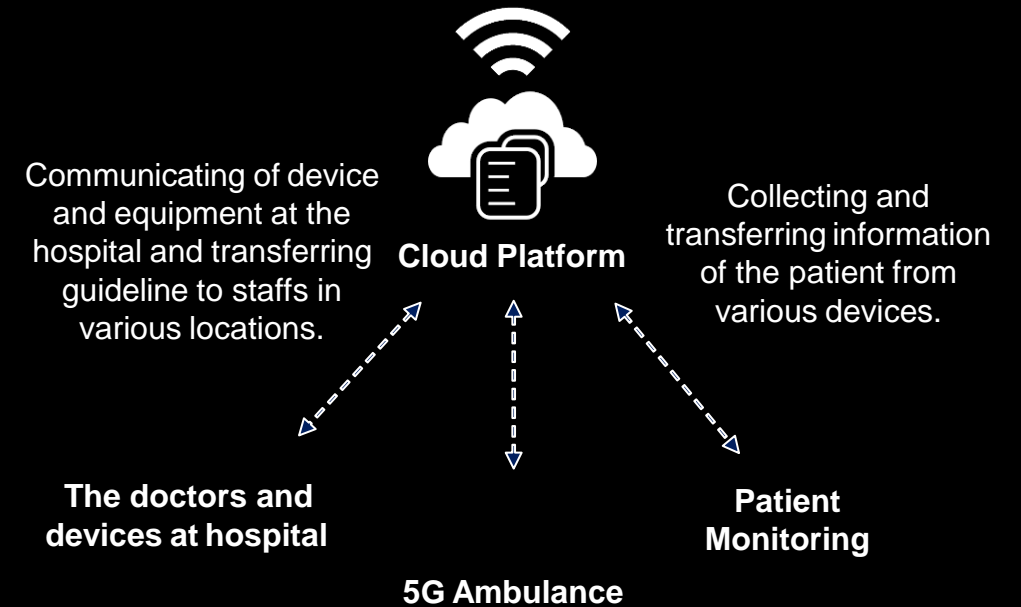 Communicating of device
and equipment at the
hospital and transferring
guideline to staffs in
various locations.
Cloud Platform
Collecting and
transferring information
of the patient from
various devices.
The doctors and
devices at hospital
5G Ambulance
Patient
Monitoring